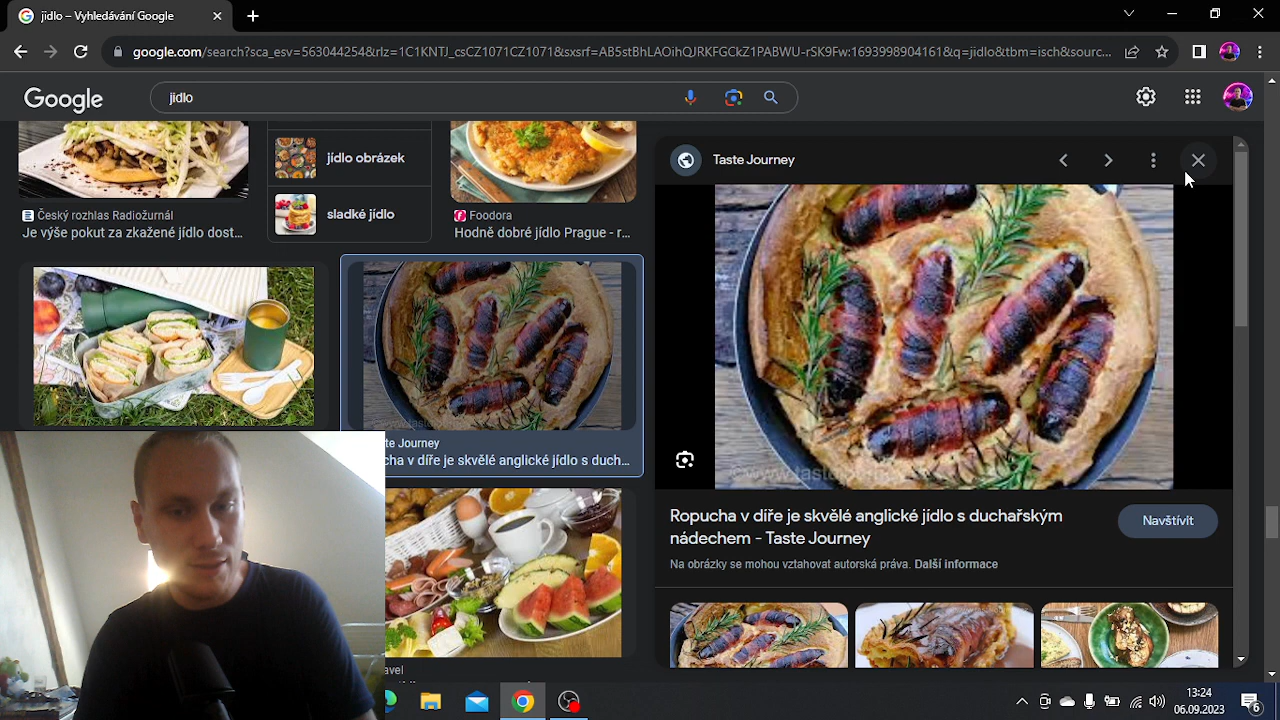 jídlo – Vyhledávání Google
google.com/search?sca_esv=563044254&rlz=1C1KNTJ_csCZ1071CZ1071&sxsrf=AB5stBhLAOihQJRKFGCkZ1PABWU-rSK9Fw:1693998904161&q=jidlo&tbm=isch&sourc...
Google
jidlo
jídlo obrázek
sladké jídlo
Český rozhlas Radiožurnál
Je výše pokut za zkažené jídlo dost...
Foodora
Hodně dobré jídlo Prague - r...
te Journey
cha v díře je skvělé anglické jídlo s duch...
avel
Taste Journey
Ropucha v díře je skvělé anglické jídlo s duchařským
nádechem - Taste Journey
Navštívit
Na obrázky se mohou vztahovat autorská práva. Další informace
13:24
06.09.2023
6